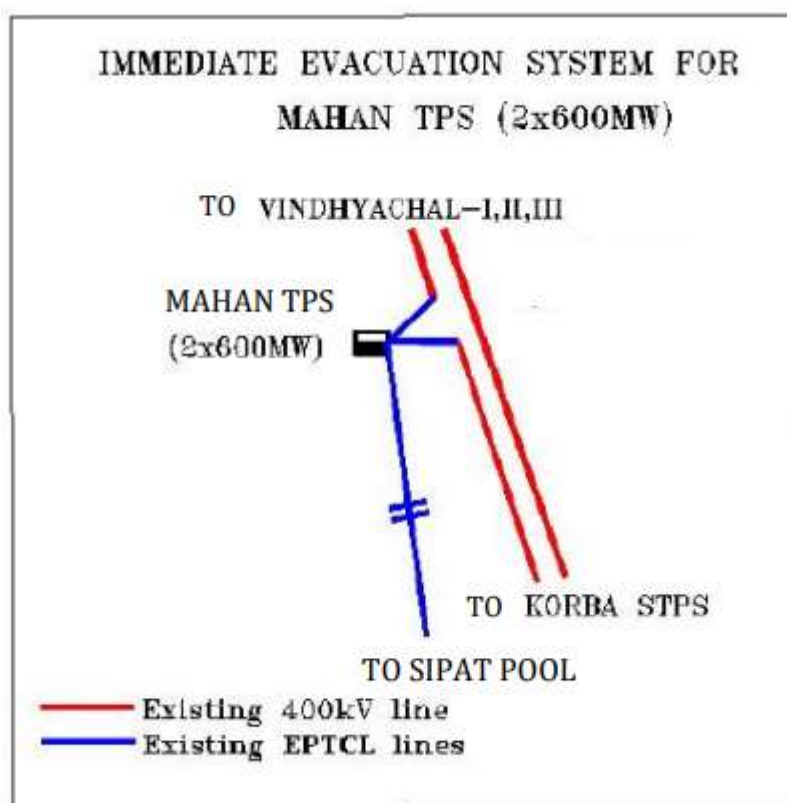 IMMEDIATE EVACUATION SYSTEM FOR
MAHAN TPS (2x600MW)
TO VINDHYACHAL-I,II,III
MAHAN TPS
(2x600MW)
TO KORBA STPS
TO SIPAT POOL
Existing 400kV line
Existing EPTCL lines